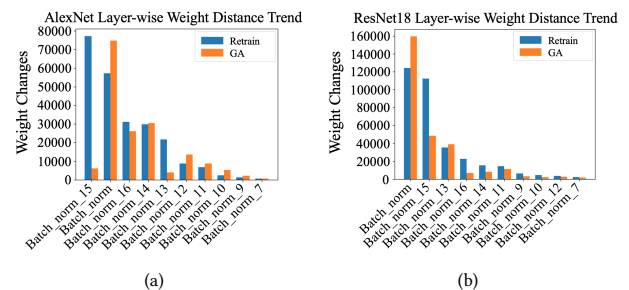 AlexNet Layer-wise Weight Distance Trend
Weight Changes
80000
70000
60000
50000
40000
30000
20000
10000
0
Retrain
GA
Batch_norm_15
Batch_norm
Batch_norm_16
Batch_norm_14
Batch_norm_13
Batch_norm_12
Batch_norm_11
Batch_norm_10
Batch_norm_9
Batch_norm_7
(a)
ResNet18 Layer-wise Weight Distance Trend
Weight Changes
160000
140000
120000
100000
80000
60000
40000
20000
0
Retrain
GA
Batch_norm
Batch_norm_15
Batch_norm_13
Batch_norm_16
Batch_norm_14
Batch_norm_11
Batch_norm_9
Batch_norm_10
Batch_norm_12
Batch_norm_7
(b)